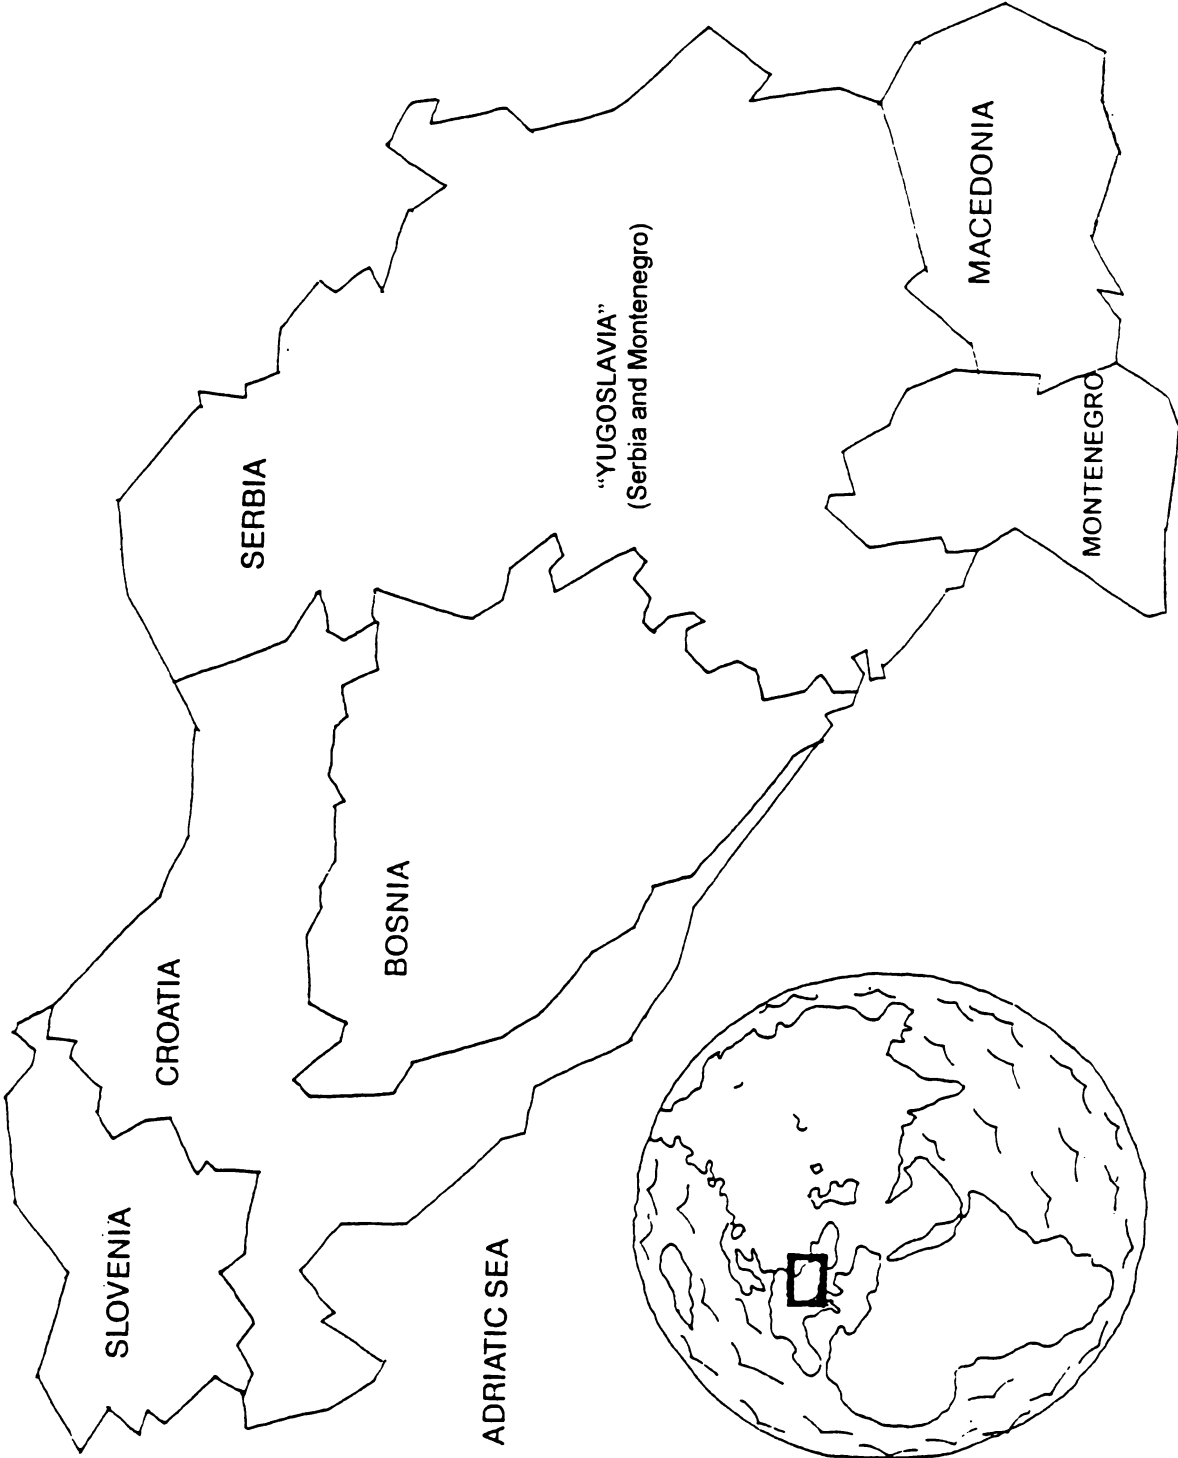 SLOVENIA
CROATIA
SERBIA
BOSNIA
ADRIATIC SEA
“YUGOSLAVIA”
(Serbia and Montenegro)
MACEDONIA
MONTENEGRO